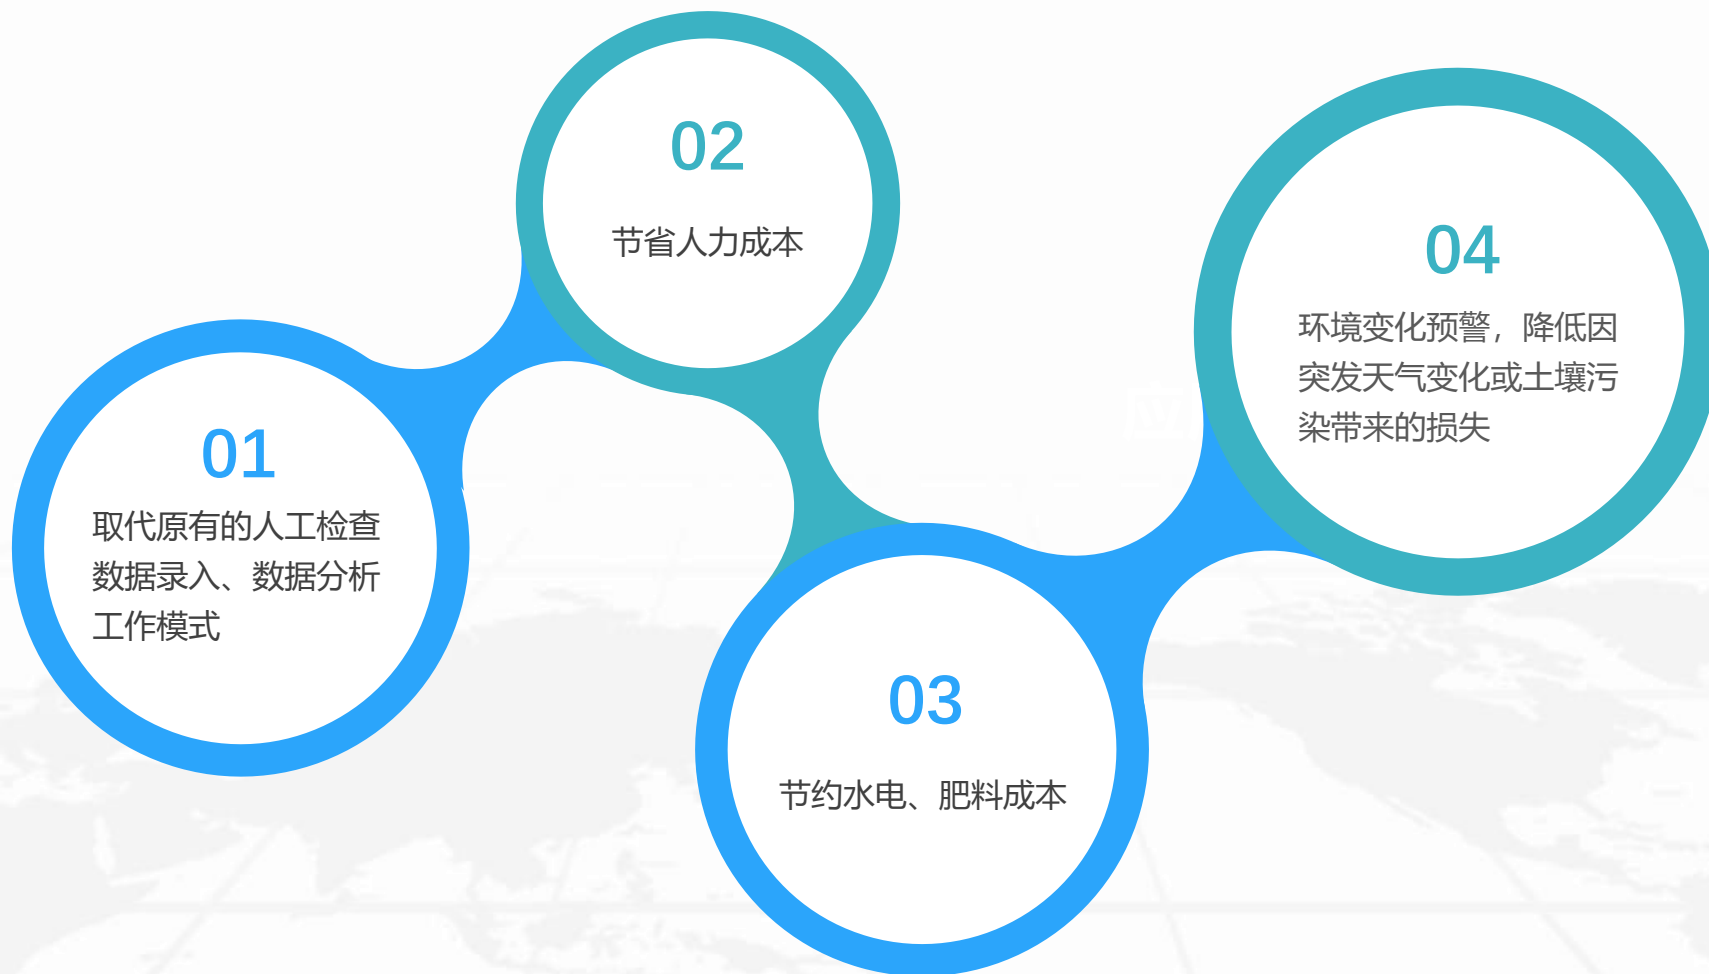 01
取代原有的人工检查
数据录入、数据分析
工作模式
02
节省人力成本
03
节约水电、肥料成本
04
环境变化预警，降低因
突发天气变化或土壤污
染带来的损失